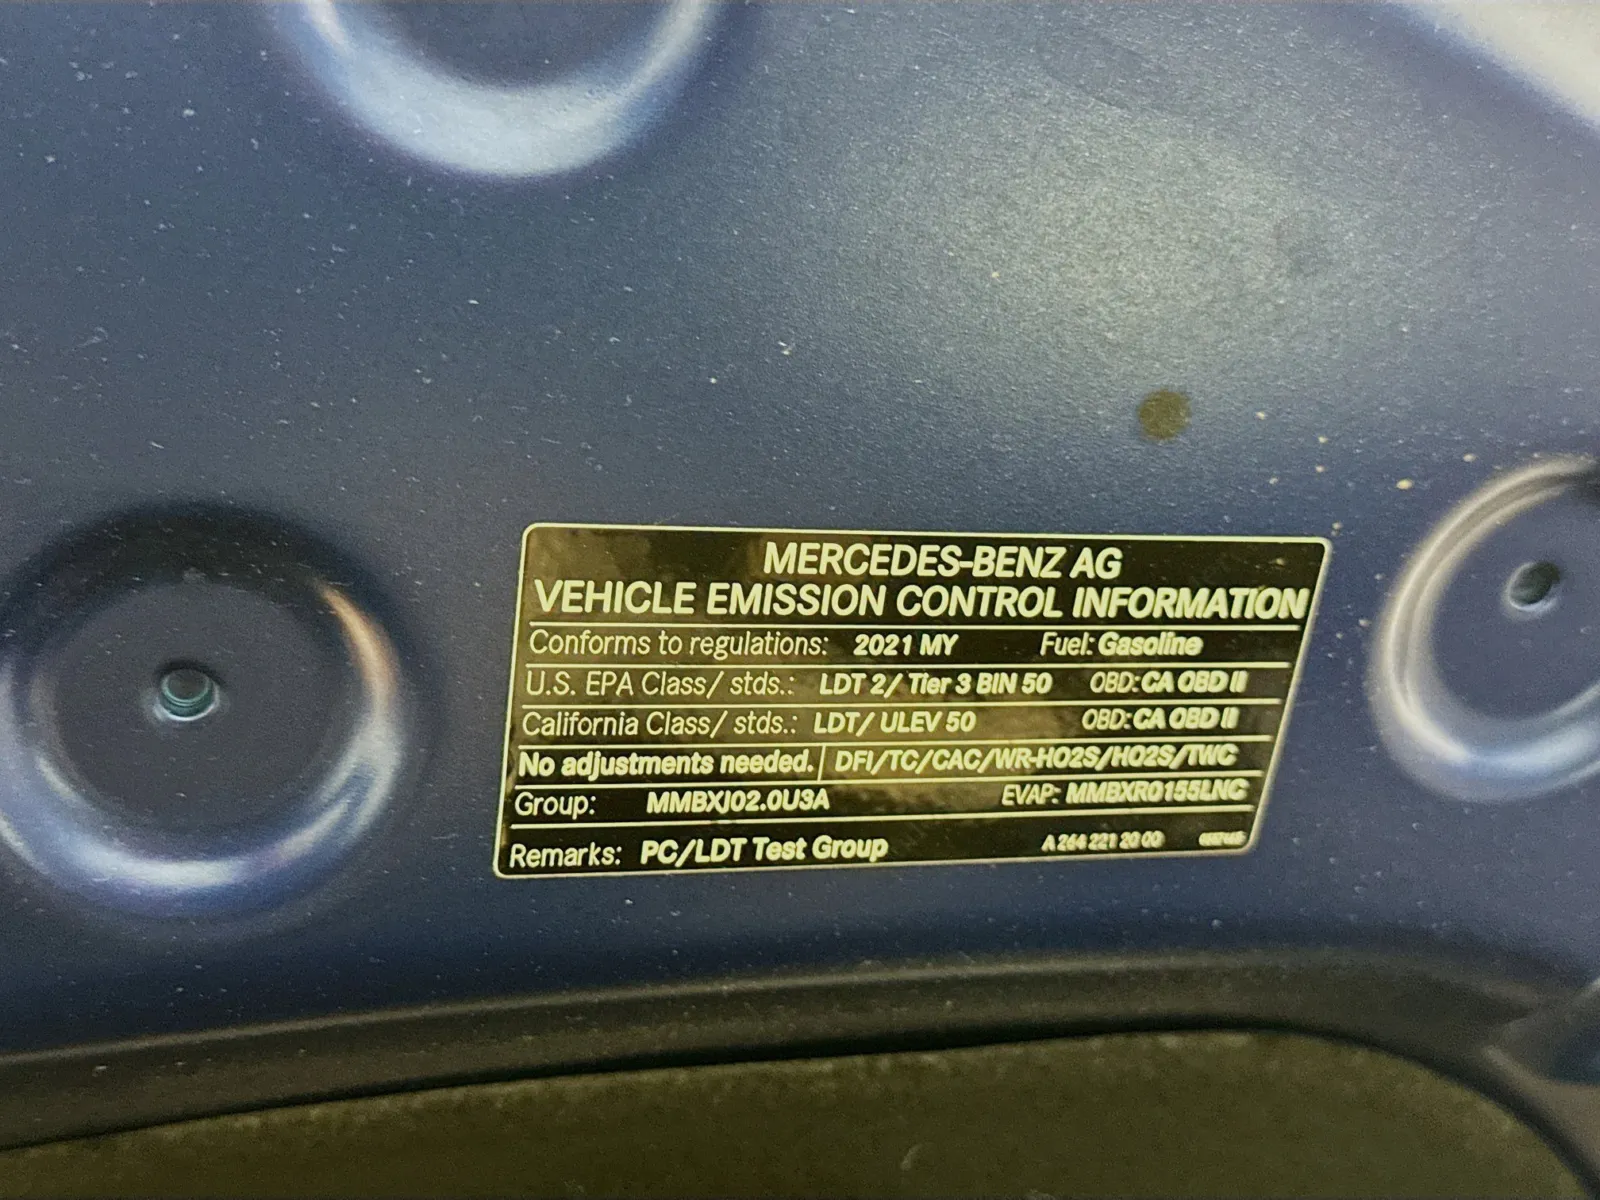 MERCEDES-BENZ AG
VEHICLE EMISSION CONTROL INFORMATION
Conforms to regulations: 2021 MY Fuel: Gasoline
U.S. EPA Class/ stds.: LDT 2/ Tier 3 BIN 50 OBD: CA OBD II
California Class/ stds.: LDT/ ULEV 50 OBD: CA OBD II
No adjustments needed. DFI/TC/CAC/WR-HO2S/HO2S/TWC
Group: MMBXJ02.0U3A EVAP: MMBXR0155LNC
Remarks: PC/LDT Test Group A 264 221 20 00